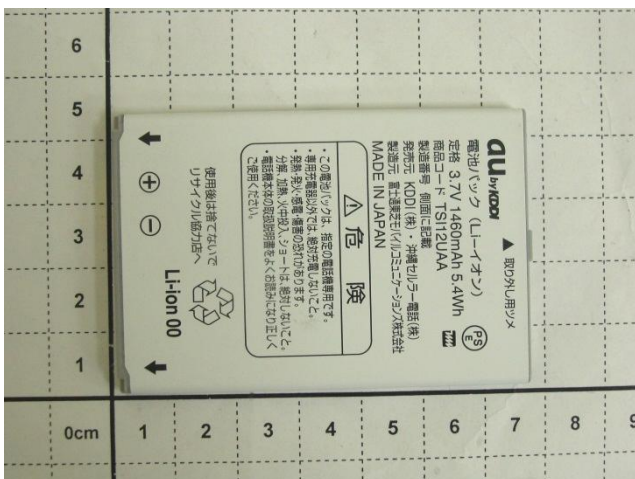 6
5
4
3
2
1
0cm
1
2
3
4
5
6
7
8
9
au by KDDI
▲ 取り外し用ツメ
電池パック (Li-イオン)
定格 3.7V 1460mAh 5.4Wh
商品コード TSI12UAA
PSE
製造番号 側面に記載
発売元 KDDI(株)・沖縄セルラー電話(株)
製造元 富士通東芝モバイルコミュニケーションズ株式会社
MADE IN JAPAN
⚠危険
・この電池パックは、指定の電話機専用です。
・専用充電器以外では、絶対充電しないこと。
・発熱・発火・感電・傷害の恐れがあります。
分解、加熱、火中投入、ショートは、絶対しないこと。
・電話機本体の取扱説明書をよくお読みになり正しく
ご使用ください。
使用後は捨てないで
リサイクル協力店へ
Li-Ion 00
⊕ ⊖